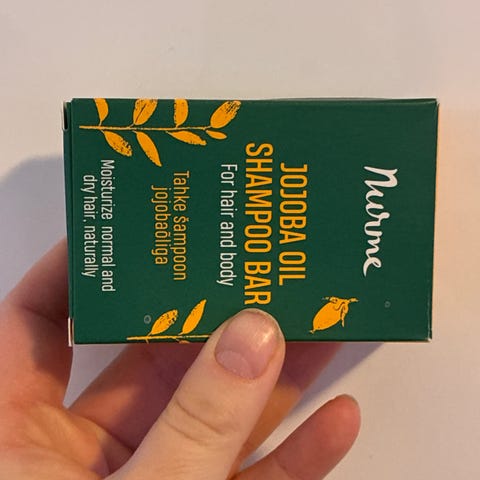 Nurme
JOJOBA OIL
SHAMPOO BAR
For hair and body
Tahke šampoon
jojobaõliga
Moisturize normal and
dry hair, naturally